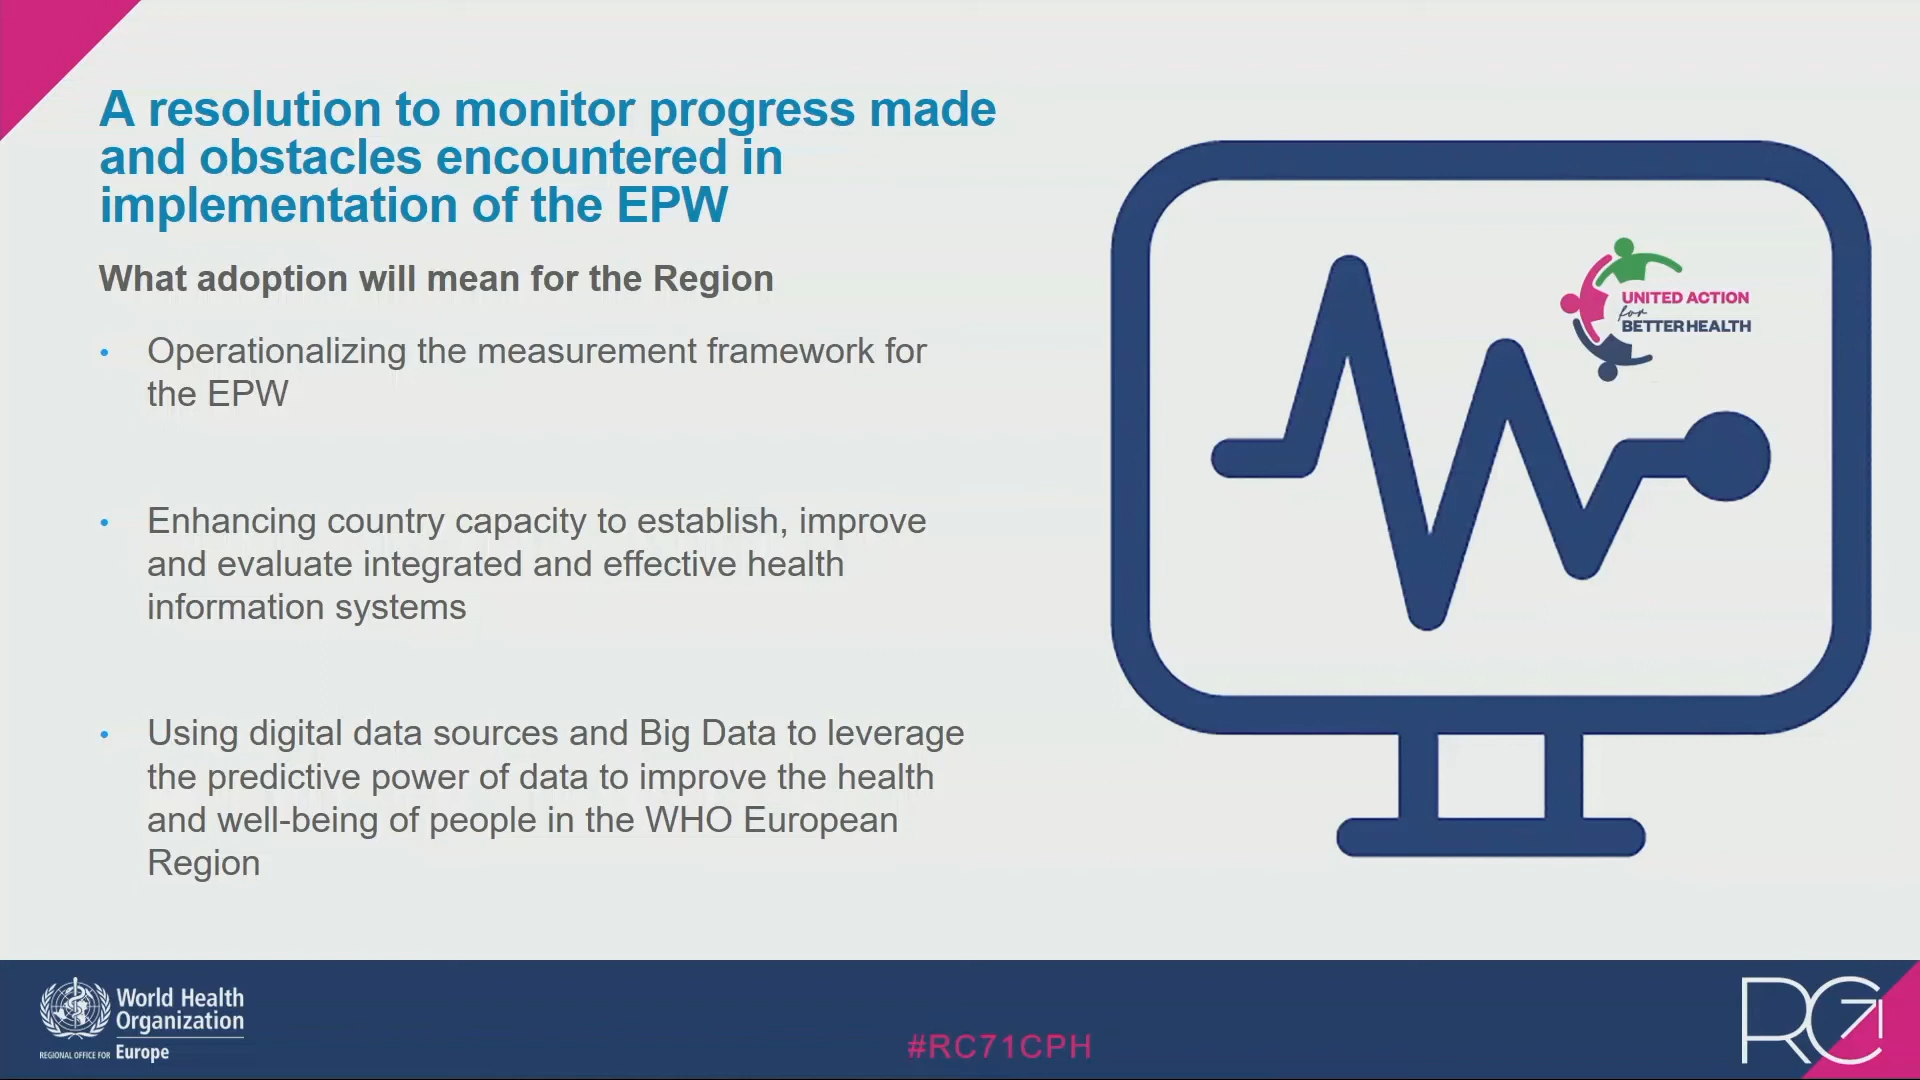 A resolution to monitor progress made
and obstacles encountered in
implementation of the EPW
What adoption will mean for the Region
• Operationalizing the measurement framework for
the EPW
• Enhancing country capacity to establish, improve
and evaluate integrated and effective health
information systems
• Using digital data sources and Big Data to leverage
the predictive power of data to improve the health
and well-being of people in the WHO European
Region
UNITED ACTION
for
BETTER HEALTH
World Health
Organization
REGIONAL OFFICE FOR Europe
#RC71CPH
RC71